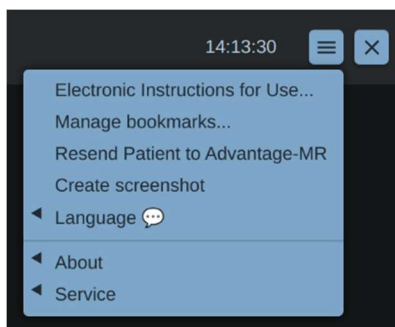 14:13:30
Electronic Instructions for Use...
Manage bookmarks...
Resend Patient to Advantage-MR
Create screenshot
Language 💬
About
Service